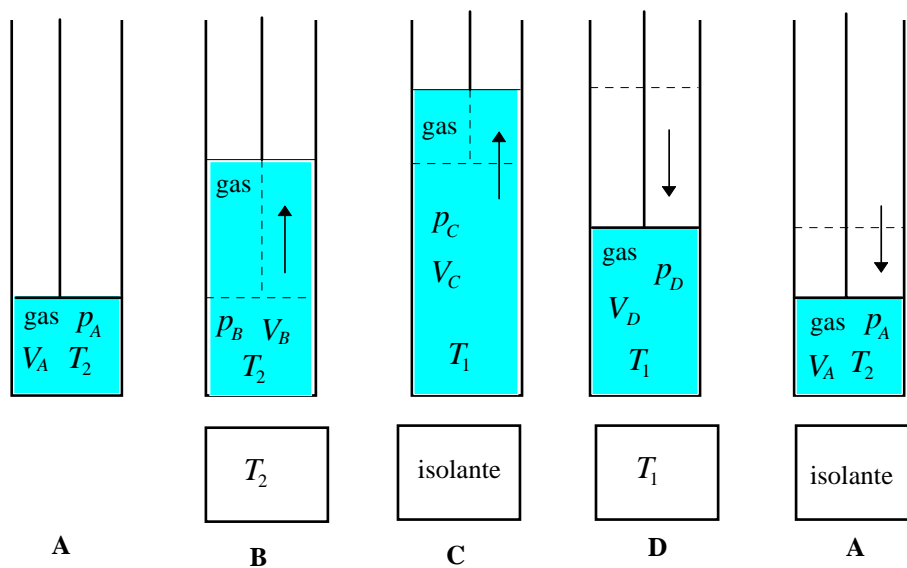 gas p_A
V_A T_2
A
gas
p_B V_B
T_2
T_2
B
gas
p_C
V_C
T_1
isolante
C
gas p_D
V_D
T_1
T_1
D
gas p_A
V_A T_2
isolante
A